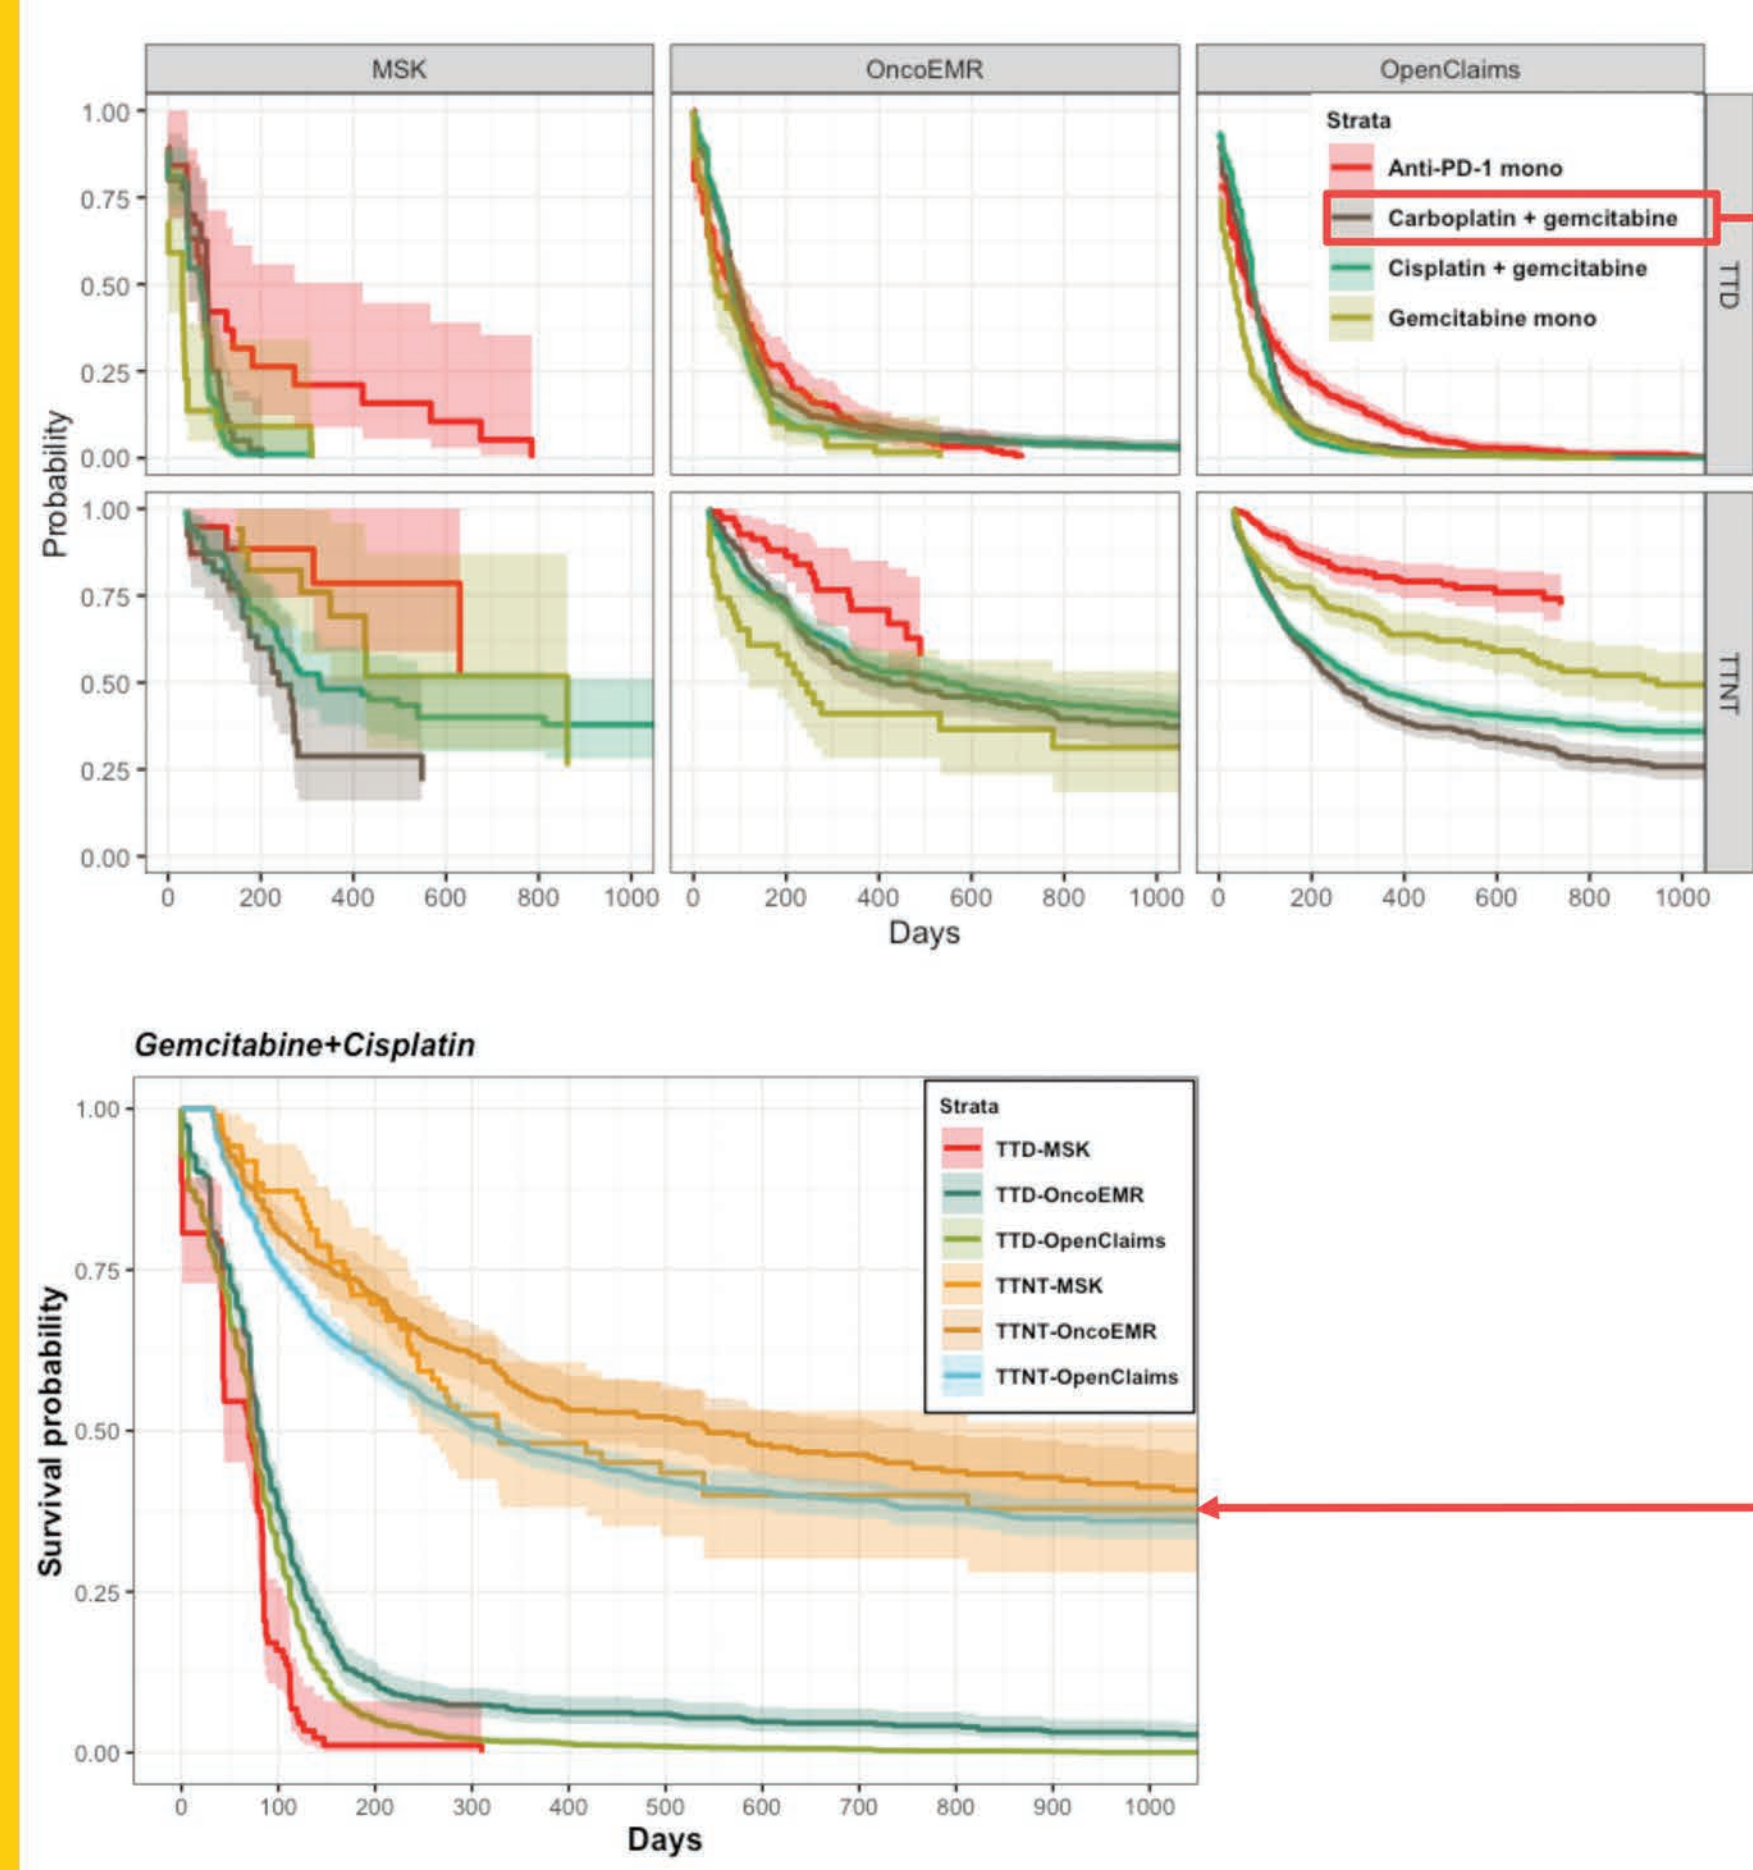 MSK OncoEMR OpenClaims
Strata
Anti-PD-1 mono
Carboplatin + gemcitabine
Cisplatin + gemcitabine
Gemcitabine mono
1.00
0.75
0.50
0.25
0.00
TTD
Probability
1.00
0.75
0.50
0.25
0.00
TTNT
0 200 400 600 800 1000 0 200 400 600 800 1000 0 200 400 600 800 1000
Days
Gemcitabine+Cisplatin
Strata
TTD-MSK
TTD-OncoEMR
TTD-OpenClaims
TTNT-MSK
TTNT-OncoEMR
TTNT-OpenClaims
Survival probability
1.00
0.75
0.50
0.25
0.00
0 100 200 300 400 500 600 700 800 900 1000
Days